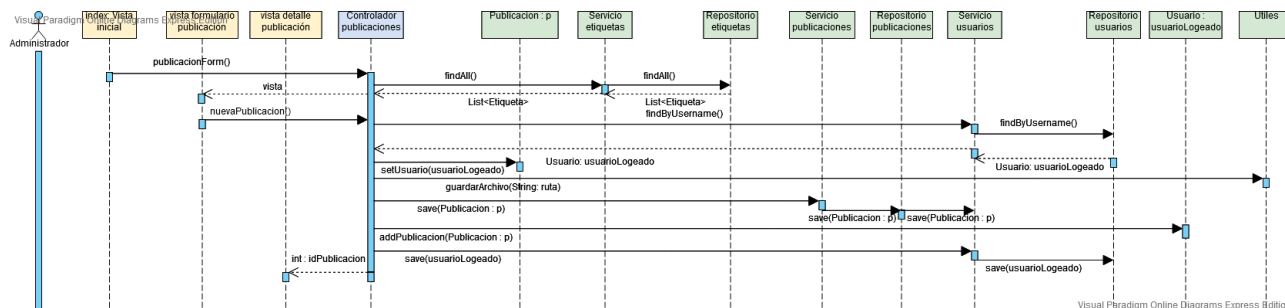 Visual Paradigm Online Diagrams Express Edition
Administrador
index: Vista
inicial
vista formulario
publicación
vista detalle
publicación
Controlador
publicaciones
Publicacion : p
Servicio
etiquetas
Repositorio
etiquetas
Servicio
publicaciones
Repositorio
publicaciones
Servicio
usuarios
Repositorio
usuarios
Usuario :
usuarioLogeado
Utiles
publicacionForm()
findAll()
findAll()
vista
List<Etiqueta>
List<Etiqueta>
nuevaPublicacion()
findByUsername()
findByUsername()
Usuario: usuarioLogeado
Usuario: usuarioLogeado
setUsuario(usuarioLogeado)
guardarArchivo(String: ruta)
save(Publicacion : p)
save(Publicacion : p)
save(Publicacion : p)
addPublicacion(Publicacion : p)
int : idPublicacion
save(usuarioLogeado)
save(usuarioLogeado)
Visual Paradigm Online Diagrams Express Edition